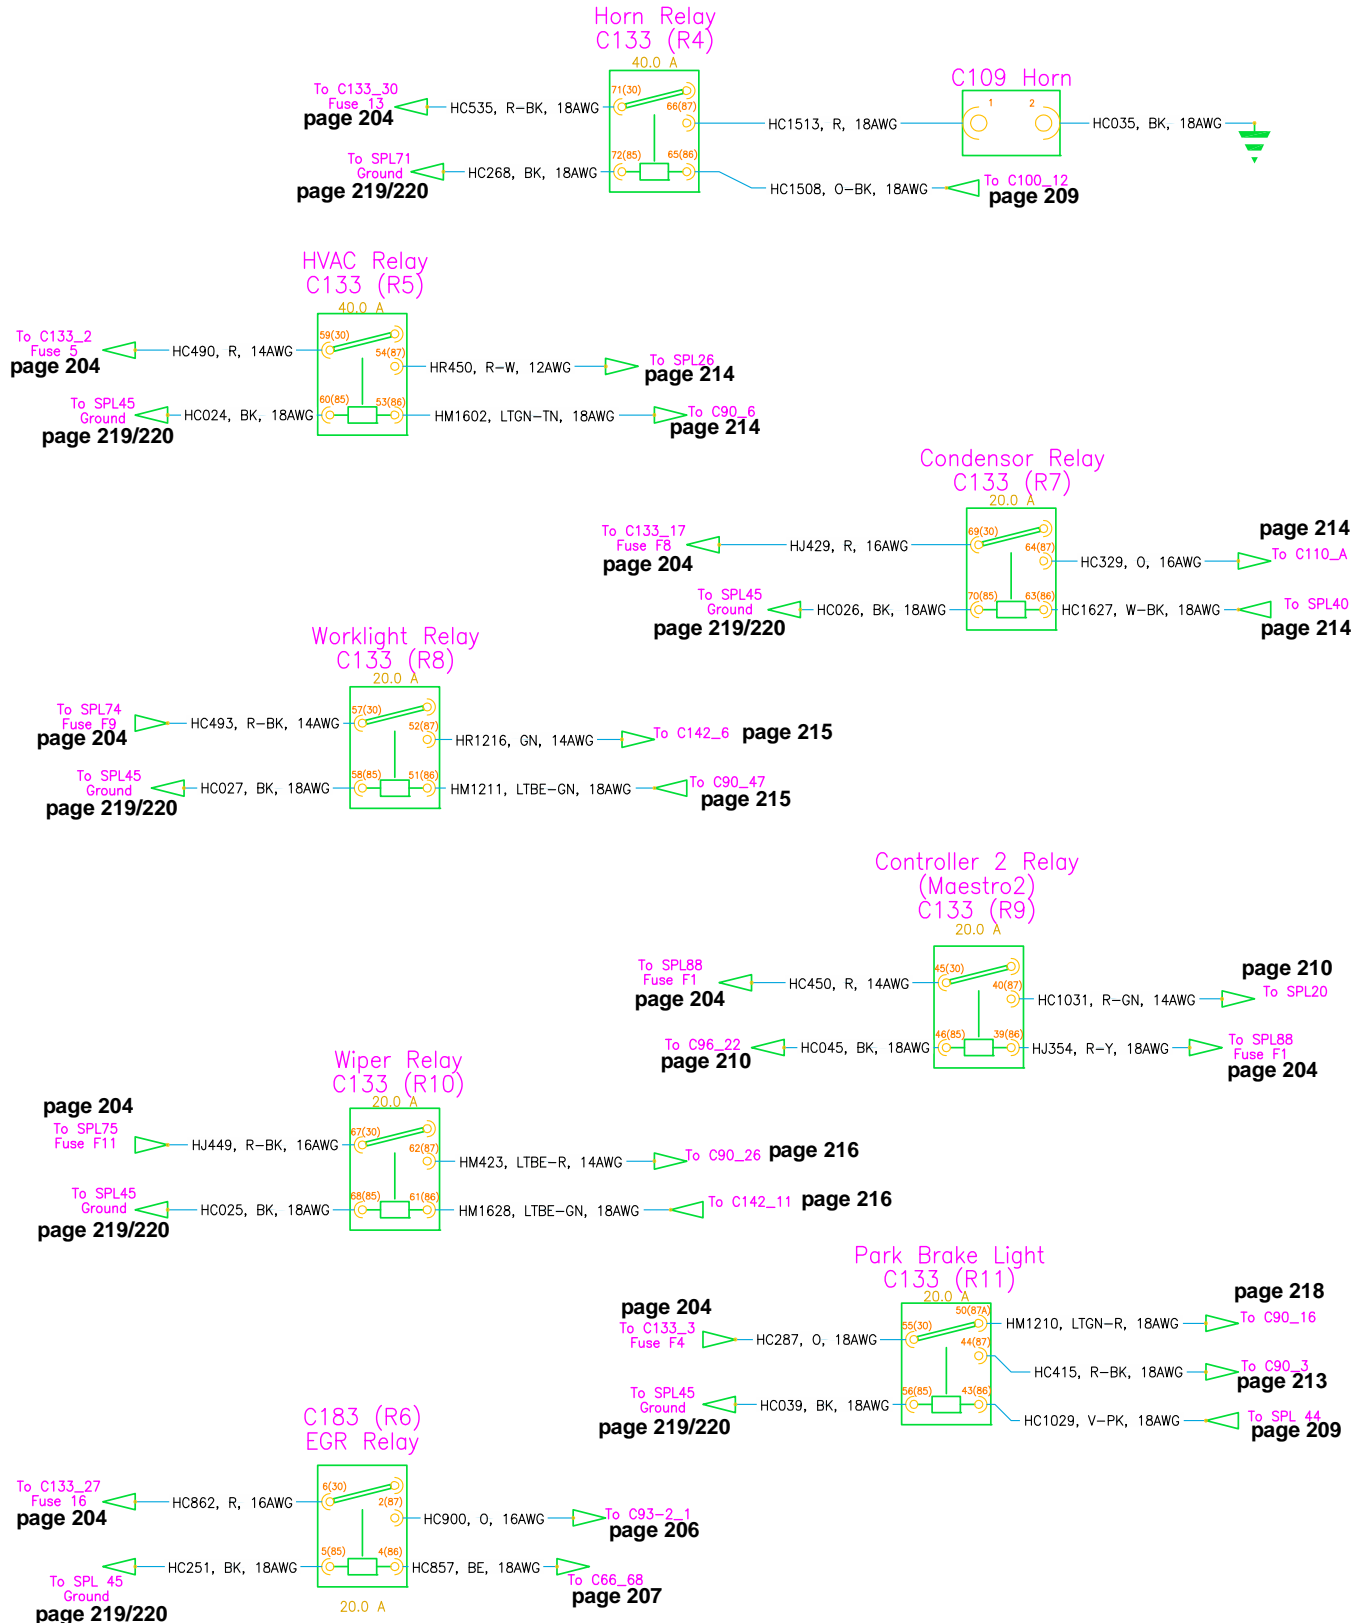 Horn Relay
C133 (R4)
40.0 A
To C133_30
Fuse 13
page 204
HC535, R-BK, 18AWG
71(30)
66(87)
HC1513, R, 18AWG
C109 Horn
1 2
HC035, BK, 18AWG
To SPL71
Ground
page 219/220
HC268, BK, 18AWG
72(85)
65(86)
HC1508, O-BK, 18AWG
To C100_12
page 209
HVAC Relay
C133 (R5)
40.0 A
To C133_2
Fuse 5
page 204
HC490, R, 14AWG
59(30)
54(87)
HR450, R-W, 12AWG
To SPL26
page 214
To SPL45
Ground
page 219/220
HC024, BK, 18AWG
60(85)
53(86)
HM1602, LTGN-TN, 18AWG
To C90_6
page 214
Condensor Relay
C133 (R7)
20.0 A
To C133_17
Fuse F8
page 204
HJ429, R, 16AWG
69(30)
64(87)
HC329, O, 16AWG
page 214
To C110_A
To SPL45
Ground
page 219/220
HC026, BK, 18AWG
70(85)
63(86)
HC1627, W-BK, 18AWG
To SPL40
page 214
Worklight Relay
C133 (R8)
20.0 A
To SPL74
Fuse F9
page 204
HC493, R-BK, 14AWG
57(30)
52(87)
HR1216, GN, 14AWG
To C142_6 page 215
To SPL45
Ground
page 219/220
HC027, BK, 18AWG
58(85)
51(86)
HM1211, LTBE-GN, 18AWG
To C90_47
page 215
Controller 2 Relay
(Maestro2)
C133 (R9)
20.0 A
To SPL88
Fuse F1
page 204
HC450, R, 14AWG
45(30)
40(87)
HC1031, R-GN, 14AWG
page 210
To SPL20
To C96_22
page 210
HC045, BK, 18AWG
46(85)
39(86)
HJ354, R-Y, 18AWG
To SPL88
Fuse F1
page 204
Wiper Relay
C133 (R10)
20.0 A
page 204
To SPL75
Fuse F11
HJ449, R-BK, 16AWG
67(30)
62(87)
HM423, LTBE-R, 14AWG
To C90_26 page 216
To SPL45
Ground
page 219/220
HC025, BK, 18AWG
68(85)
61(86)
HM1628, LTBE-GN, 18AWG
To C142_11 page 216
Park Brake Light
C133 (R11)
20.0 A
page 204
To C133_3
Fuse F4
HC287, O, 18AWG
55(30)
50(87A)
HM1210, LTGN-R, 18AWG
page 218
To C90_16
44(87)
HC415, R-BK, 18AWG
To C90_3
page 213
To SPL45
Ground
page 219/220
HC039, BK, 18AWG
56(85)
43(86)
HC1029, V-PK, 18AWG
To SPL 44
page 209
C183 (R6)
EGR Relay
To C133_27
Fuse 16
page 204
HC862, R, 16AWG
6(30)
2(87)
HC900, O, 16AWG
To C93-2_1
page 206
HC251, BK, 18AWG
To SPL 45
Ground
page 219/220
5(85)
4(86)
HC857, BE, 18AWG
To C66_68
page 207
20.0 A